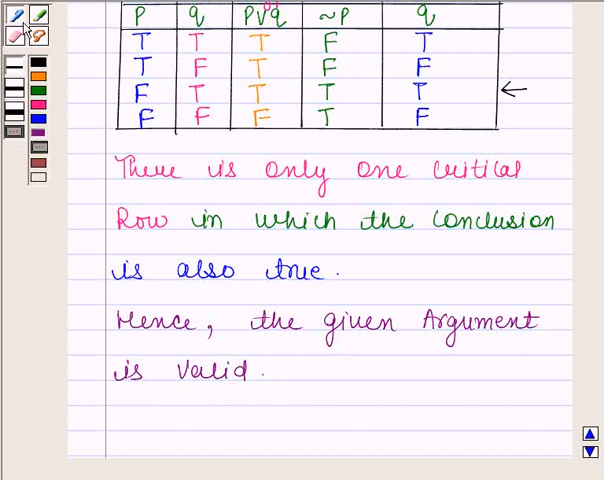 P q P∨q ~P q
T T T F T
T F T F F
F T T T T ←
F F F T F
There is only one critical
Row in which the conclusion
is also true.
Hence, the given Argument
is valid.